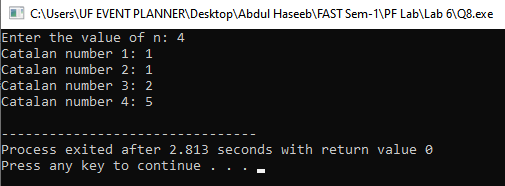 C:\Users\UF EVENT PLANNER\Desktop\Abdul Haseeb\FAST Sem-1\PF Lab\Lab 6\Q8.exe
Enter the value of n: 4
Catalan number 1: 1
Catalan number 2: 1
Catalan number 3: 2
Catalan number 4: 5
--------------------------------
Process exited after 2.813 seconds with return value 0
Press any key to continue . . .